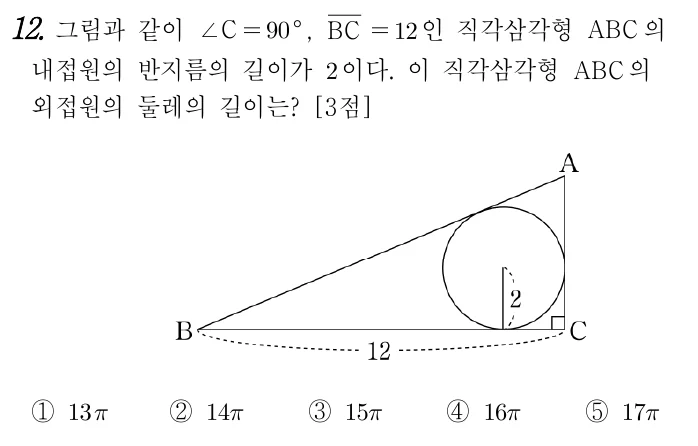 12. 그림과 같이 ∠C=90°, \overline{BC}=12인 직각삼각형 ABC의
내접원의 반지름의 길이가 2이다. 이 직각삼각형 ABC의
외접원의 둘레의 길이는? [3점]
A
2
B
C
12
① 13π ② 14π ③ 15π ④ 16π ⑤ 17π